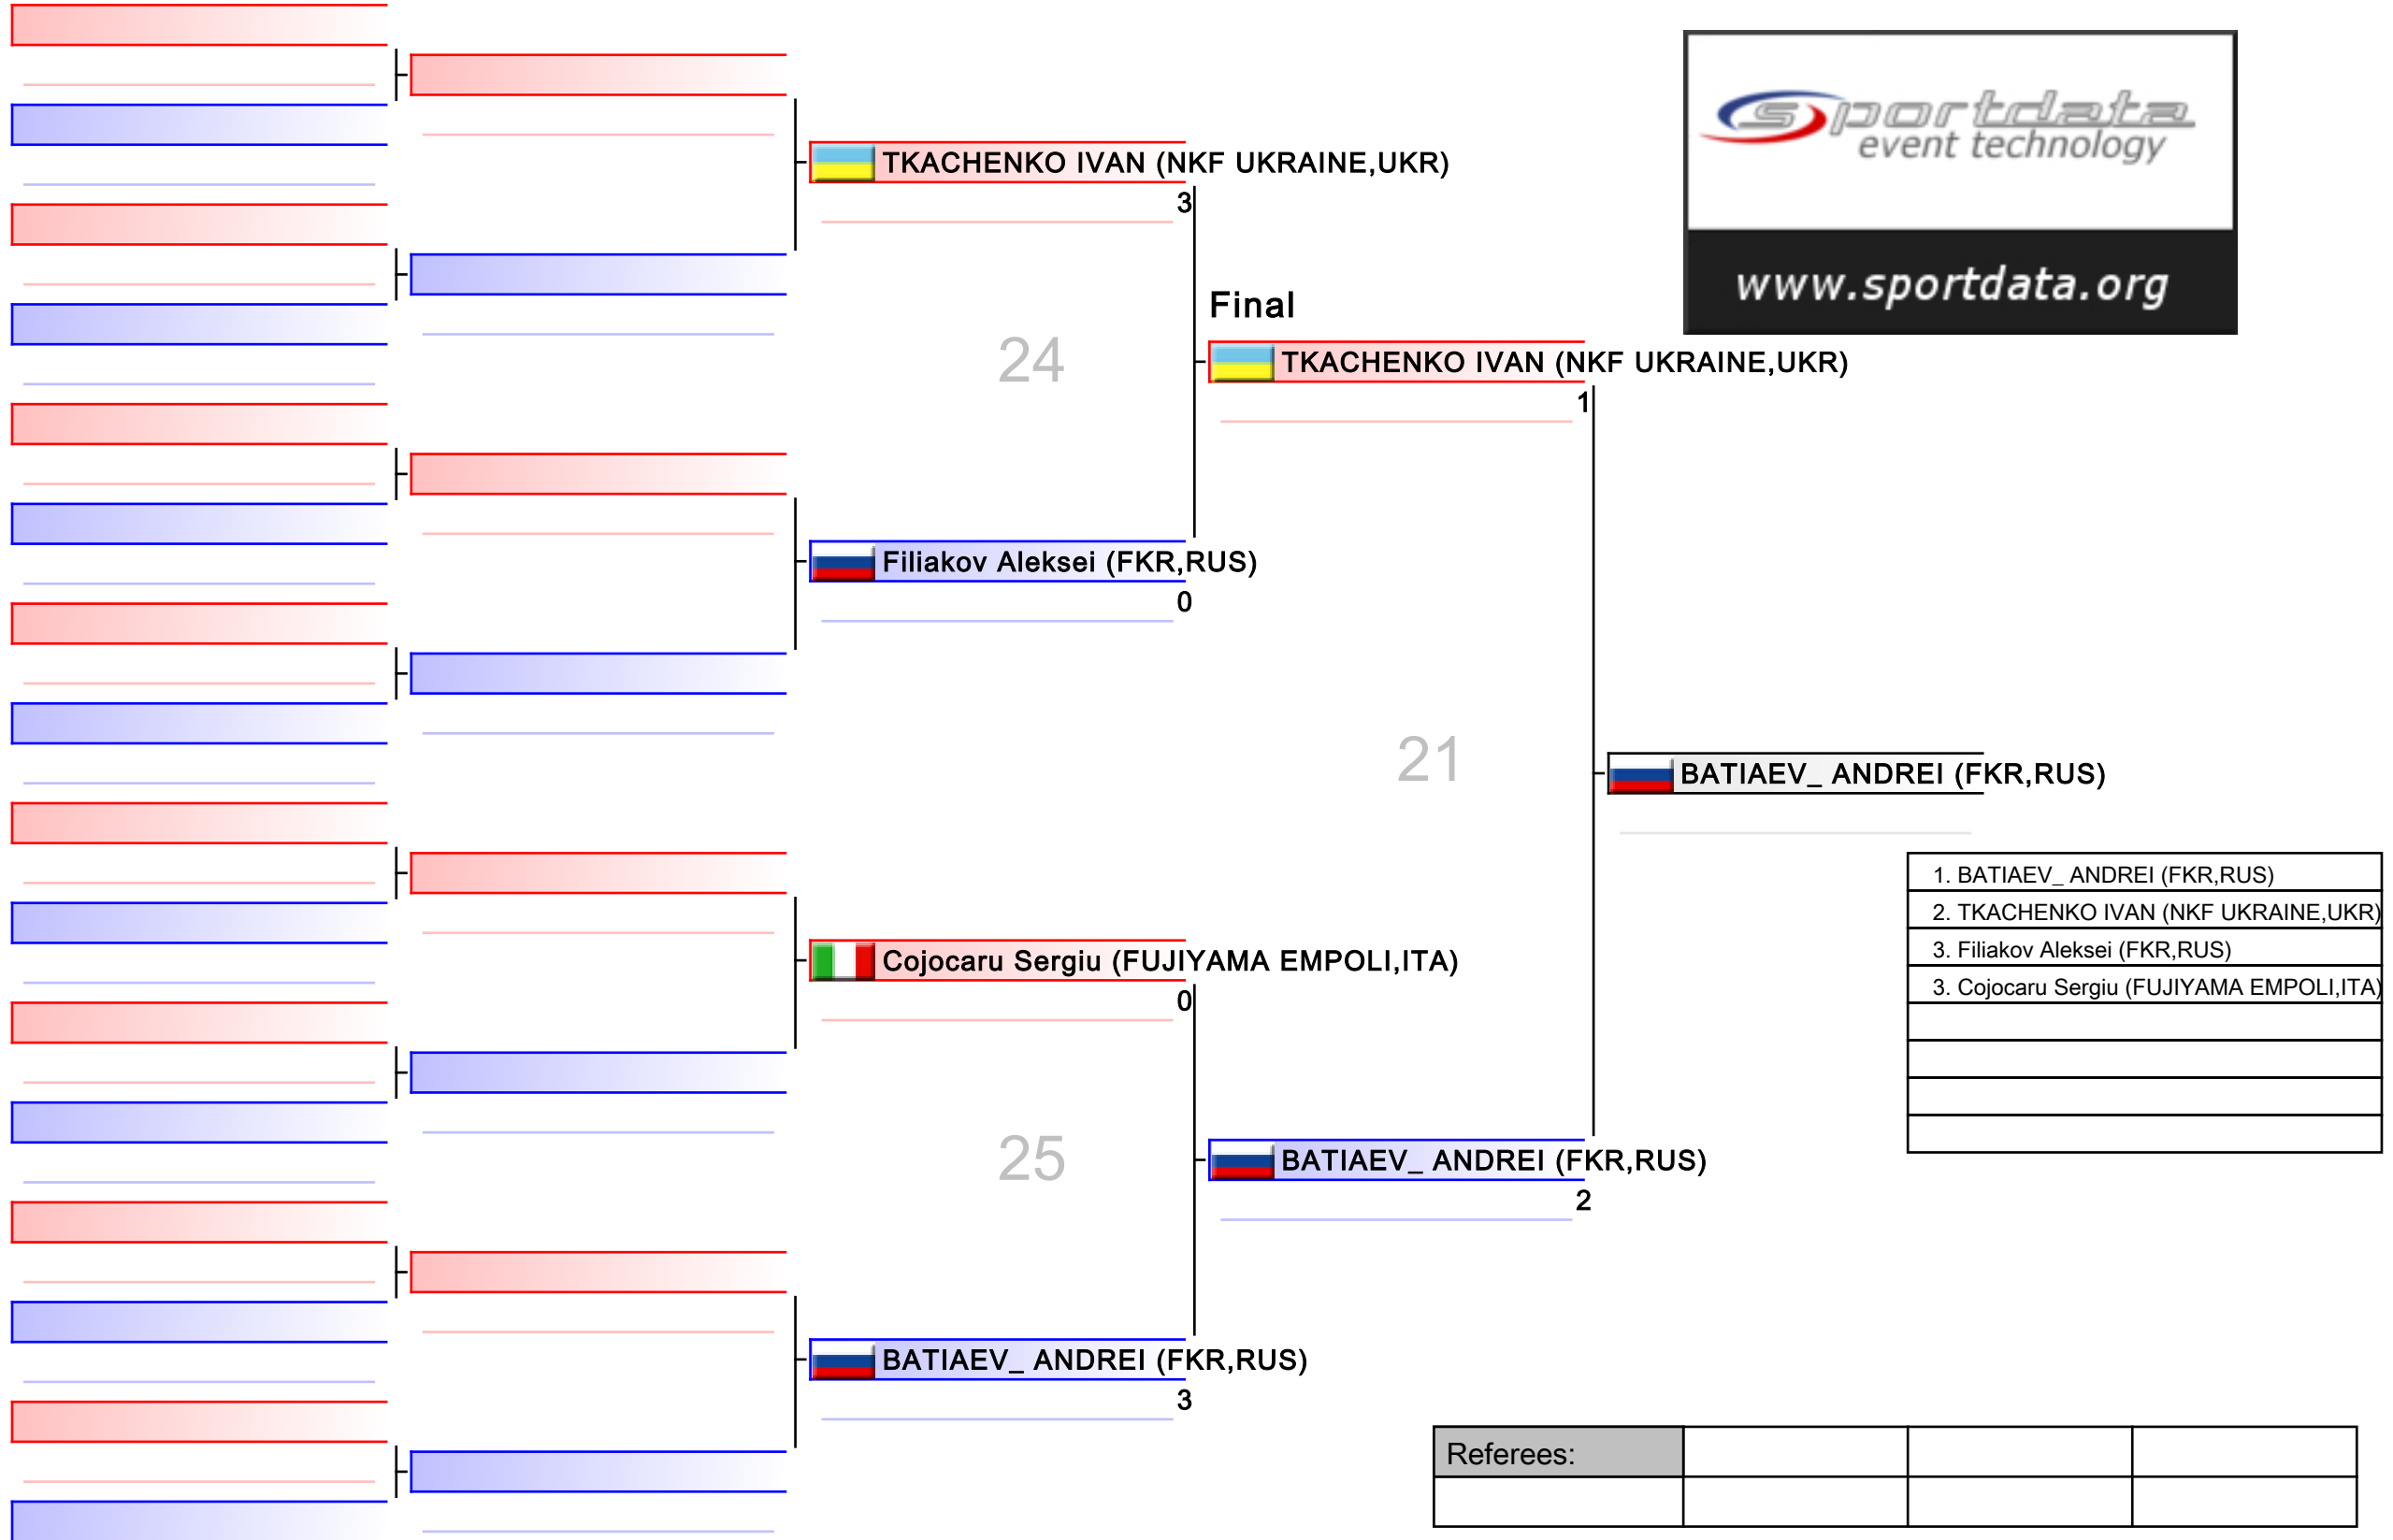 sportdata
event technology
www.sportdata.org
TKACHENKO IVAN (NKF UKRAINE,UKR)
3
Final
24
TKACHENKO IVAN (NKF UKRAINE,UKR)
1
Filiakov Aleksei (FKR,RUS)
0
21
BATIAEV_ ANDREI (FKR,RUS)
1. BATIAEV_ ANDREI (FKR,RUS)
2. TKACHENKO IVAN (NKF UKRAINE,UKR)
3. Filiakov Aleksei (FKR,RUS)
3. Cojocaru Sergiu (FUJIYAMA EMPOLI,ITA)
Cojocaru Sergiu (FUJIYAMA EMPOLI,ITA)
0
25
BATIAEV_ ANDREI (FKR,RUS)
2
BATIAEV_ ANDREI (FKR,RUS)
3
Referees: